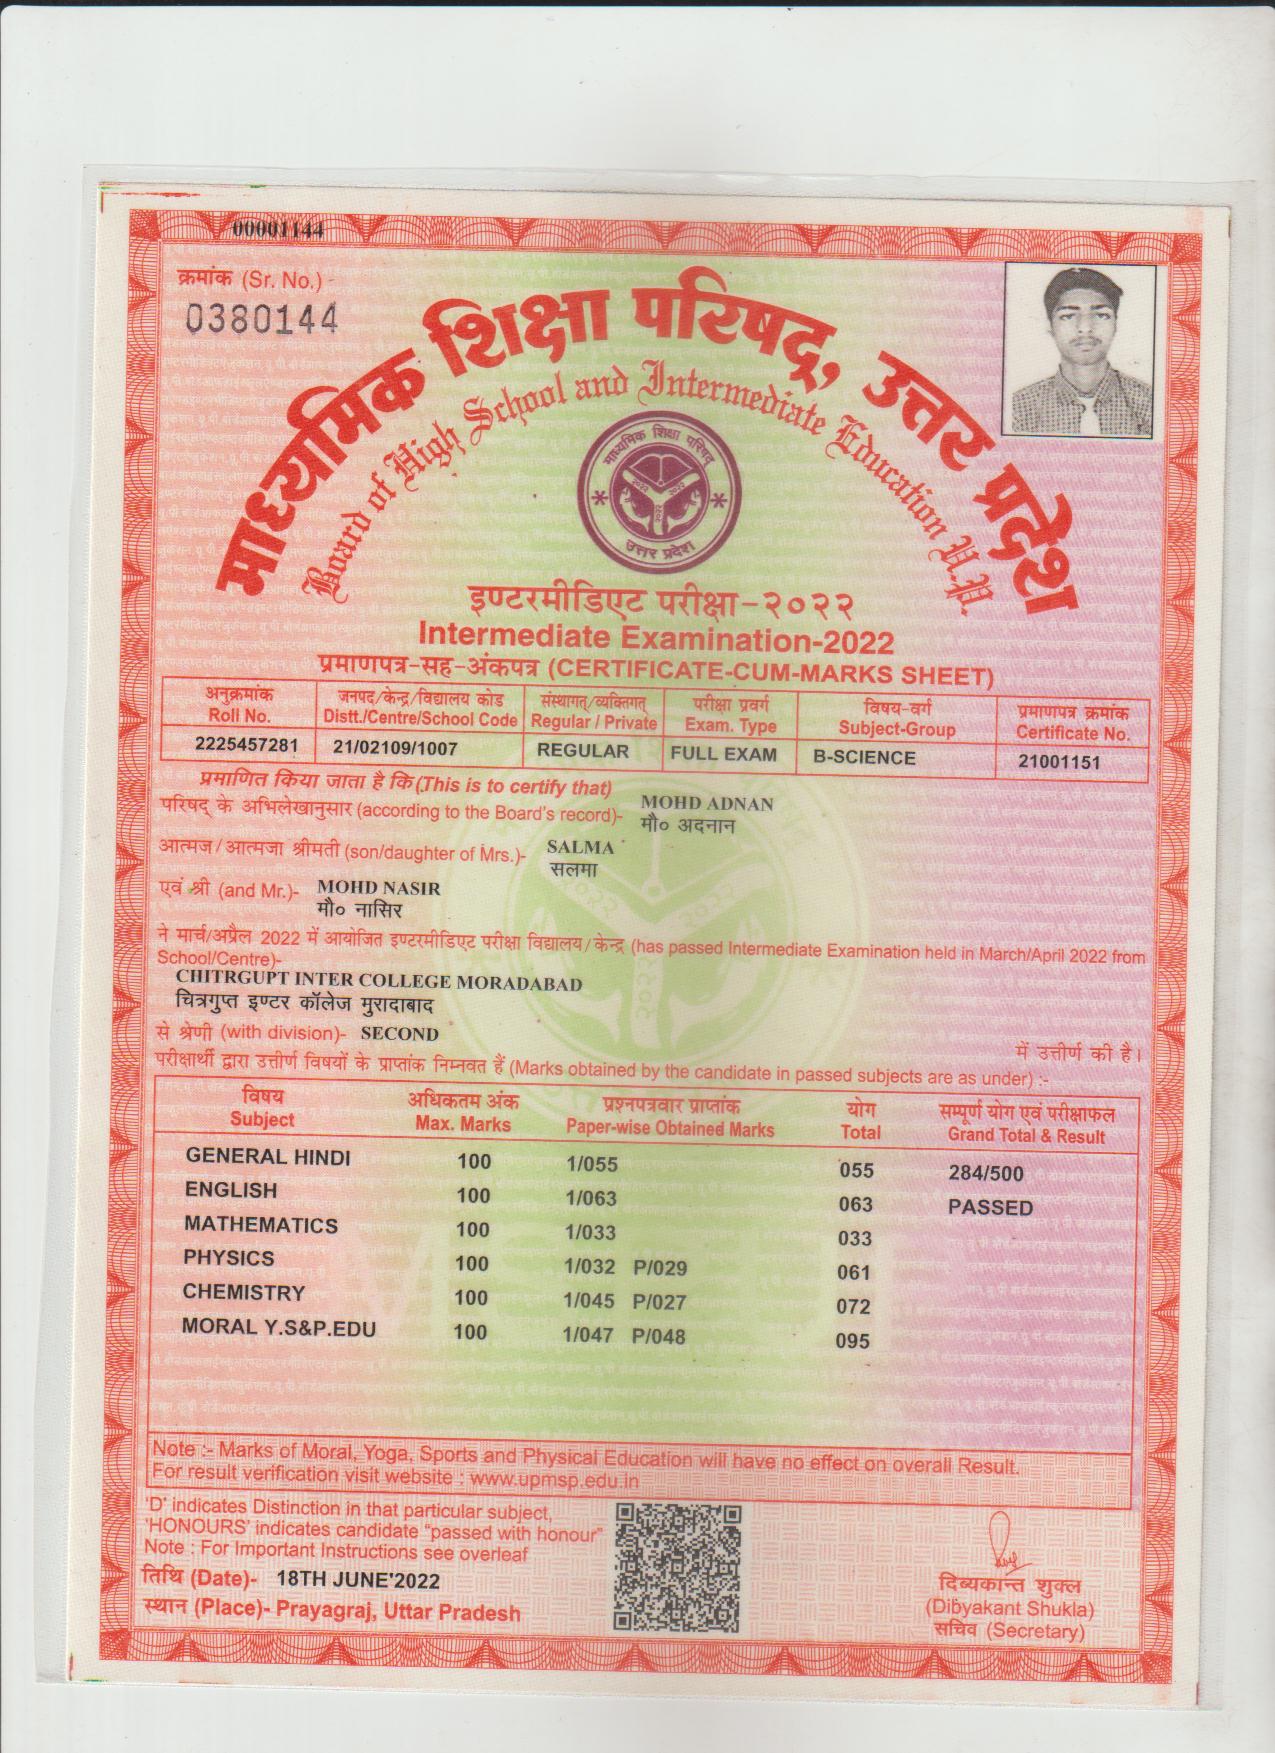 00001144
क्रमांक (Sr. No.) -
0380144
माध्यमिक शिक्षा परिषद्, उत्तर प्रदेश
Board of High School and Intermediate Education U.P.
माध्यमिक शिक्षा परिषद्
२०२२ २०२२
२०२२
उत्तर प्रदेश
इण्टरमीडिएट परीक्षा-२०२२
Intermediate Examination-2022
प्रमाणपत्र-सह-अंकपत्र (CERTIFICATE-CUM-MARKS SHEET)
अनुक्रमांक जनपद/केन्द्र/विद्यालय कोड संस्थागत/व्यक्तिगत परीक्षा प्रवर्ग विषय-वर्ग प्रमाणपत्र क्रमांक
Roll No. Distt./Centre/School Code Regular / Private Exam. Type Subject-Group Certificate No.
2225457281 21/02109/1007 REGULAR FULL EXAM B-SCIENCE 21001151
प्रमाणित किया जाता है कि (This is to certify that)
परिषद् के अभिलेखानुसार (according to the Board's record)- MOHD ADNAN
मौ० अदनान
आत्मज/आत्मजा श्रीमती (son/daughter of Mrs.)- SALMA
सलमा
एवं श्री (and Mr.)- MOHD NASIR
मौ० नासिर
ने मार्च/अप्रैल 2022 में आयोजित इण्टरमीडिएट परीक्षा विद्यालय/केन्द्र (has passed Intermediate Examination held in March/April 2022 from
School/Centre)-
CHITRGUPT INTER COLLEGE MORADABAD
चित्रगुप्त इण्टर कॉलेज मुरादाबाद
से श्रेणी (with division)- SECOND में उत्तीर्ण की है।
परीक्षार्थी द्वारा उत्तीर्ण विषयों के प्राप्तांक निम्नवत हैं (Marks obtained by the candidate in passed subjects are as under) :-
विषय अधिकतम अंक प्रश्नपत्रवार प्राप्तांक योग सम्पूर्ण योग एवं परीक्षाफल
Subject Max. Marks Paper-wise Obtained Marks Total Grand Total & Result
GENERAL HINDI 100 1/055 055 284/500
ENGLISH 100 1/063 063 PASSED
MATHEMATICS 100 1/033 033
PHYSICS 100 1/032 P/029 061
CHEMISTRY 100 1/045 P/027 072
MORAL Y.S&P.EDU 100 1/047 P/048 095
Note :- Marks of Moral, Yoga, Sports and Physical Education will have no effect on overall Result.
For result verification visit website : www.upmsp.edu.in
'D' indicates Distinction in that particular subject,
'HONOURS' indicates candidate "passed with honour"
Note : For Important Instructions see overleaf
तिथि (Date)- 18TH JUNE'2022
स्थान (Place)- Prayagraj, Uttar Pradesh
दिब्यकान्त शुक्ल
(Dibyakant Shukla)
सचिव (Secretary)